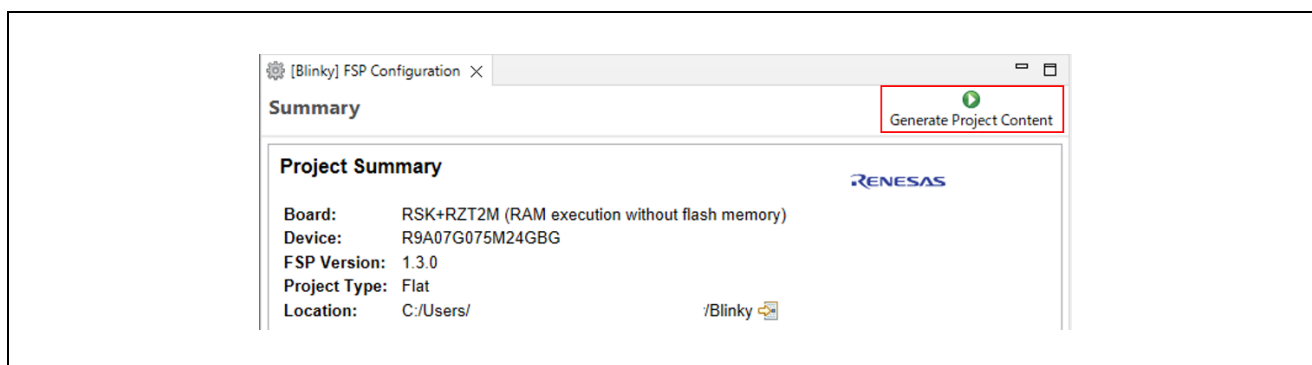 [Blinky] FSP Configuration
Summary
Generate Project Content
Project Summary
RENESAS
Board: RSK+RZT2M (RAM execution without flash memory)
Device: R9A07G075M24GBG
FSP Version: 1.3.0
Project Type: Flat
Location: C:/Users/ /Blinky